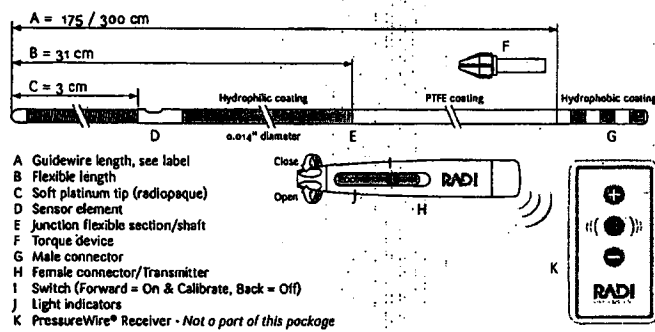 A = 175 / 300 cm
B = 31 cm
F
C = 3 cm
Hydrophilic coating
PTFE coating
Hydrophobic coating
D
0.014" diameter
E
G
A Guidewire length, see label
B Flexible length
C Soft platinum tip (radiopaque)
D Sensor element
E Junction flexible section/shaft
F Torque device
G Male connector
H Female connector/Transmitter
I Switch (Forward = On & Calibrate, Back = Off)
J Light indicators
K PressureWire® Receiver - Not a part of this package
Close
I
RADI
Open
J
H
K
RADI